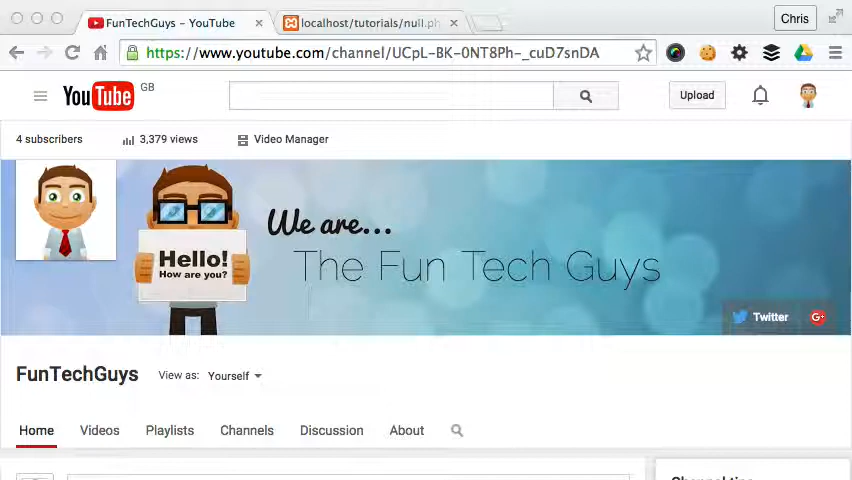 FunTechGuys – YouTube
localhost/tutorials/null.ph
Chris
https://www.youtube.com/channel/UCpL-BK-0NT8Ph-_cuD7snDA
YouTube GB
Upload
4 subscribers
3,379 views
Video Manager
We are...
The Fun Tech Guys
Hello!
How are you?
Twitter
FunTechGuys
View as: Yourself
Home Videos Playlists Channels Discussion About
Channel tips